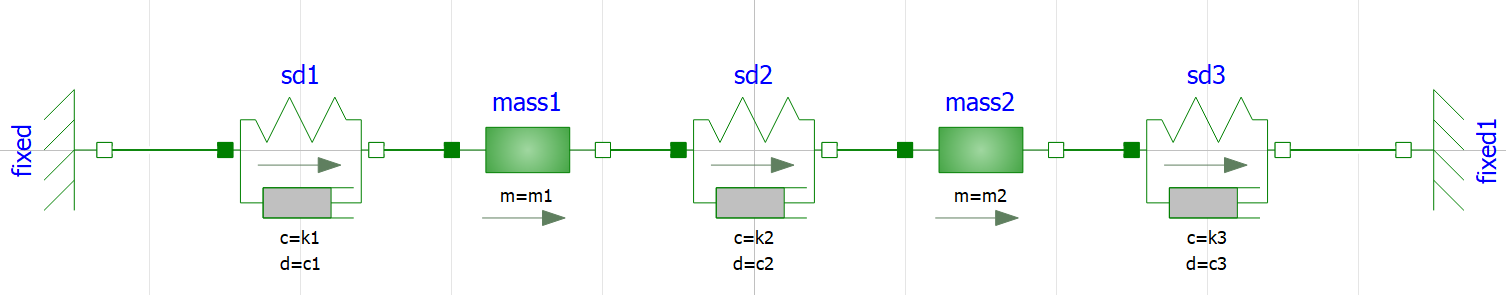 fixed
sd1
c=k1
d=c1
mass1
m=m1
sd2
c=k2
d=c2
mass2
m=m2
sd3
c=k3
d=c3
fixed1